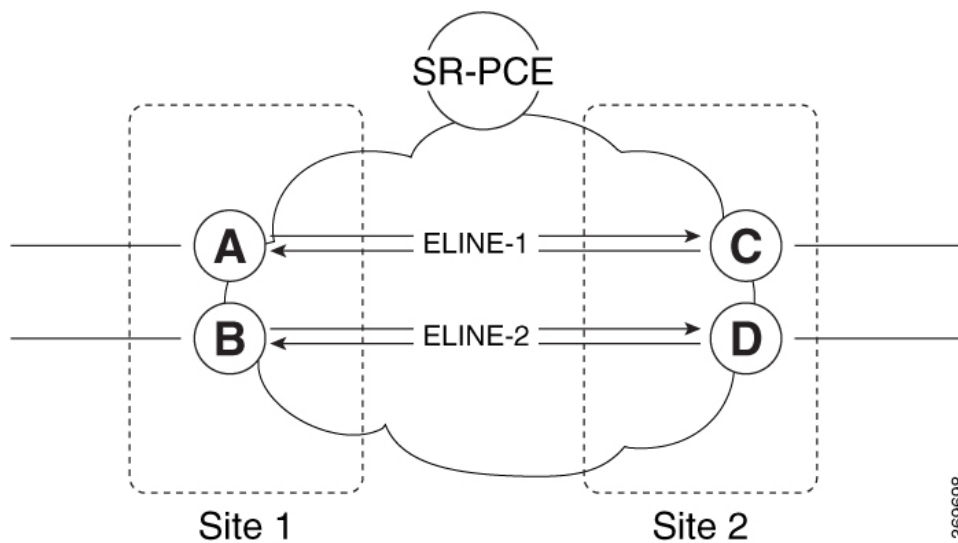 SR-PCE
A
ELINE-1
C
B
ELINE-2
D
Site 1
Site 2